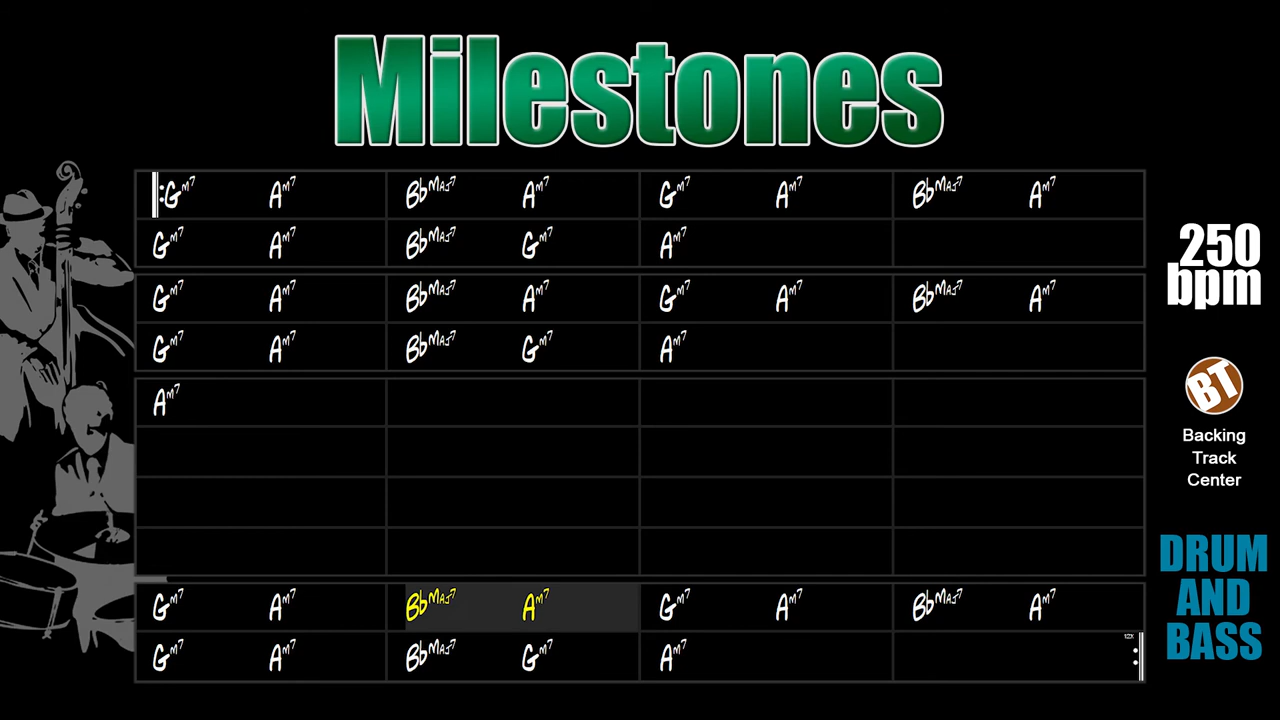 Milestones
Gm7 Am7 BbMaj7 Am7 Gm7 Am7 BbMaj7 Am7
Gm7 Am7 BbMaj7 Gm7 Am7
Gm7 Am7 BbMaj7 Am7 Gm7 Am7 BbMaj7 Am7
Gm7 Am7 BbMaj7 Gm7 Am7
Am7
Gm7 Am7 BbMaj7 Am7 Gm7 Am7 BbMaj7 Am7
Gm7 Am7 BbMaj7 Gm7 Am7
12X
250
bpm
BT
Backing
Track
Center
DRUM
AND
BASS